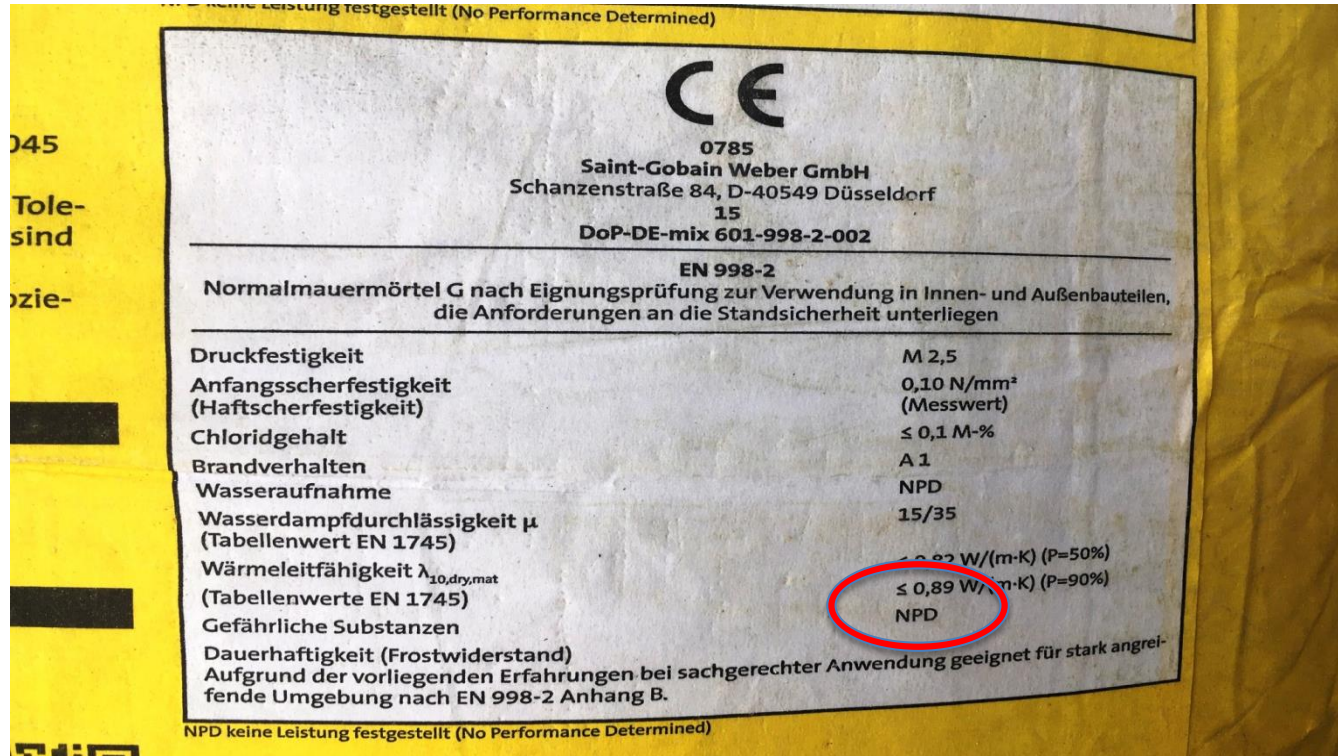 NPD keine Leistung festgestellt (No Performance Determined)
045
Tole-
sind
ozie-
CE
0785
Saint-Gobain Weber GmbH
Schanzenstraße 84, D-40549 Düsseldorf
15
DoP-DE-mix 601-998-2-002
EN 998-2
Normalmauermörtel G nach Eignungsprüfung zur Verwendung in Innen- und Außenbauteilen,
die Anforderungen an die Standsicherheit unterliegen
Druckfestigkeit M 2,5
Anfangsscherfestigkeit 0,10 N/mm²
(Haftscherfestigkeit) (Messwert)
Chloridgehalt ≤ 0,1 M-%
Brandverhalten A 1
Wasseraufnahme NPD
Wasserdampfdurchlässigkeit µ 15/35
(Tabellenwert EN 1745)
Wärmeleitfähigkeit λ10,dry,mat ≤ 0,82 W/(m·K) (P=50%)
(Tabellenwerte EN 1745) ≤ 0,89 W/(m·K) (P=90%)
Gefährliche Substanzen NPD
Dauerhaftigkeit (Frostwiderstand)
Aufgrund der vorliegenden Erfahrungen bei sachgerechter Anwendung geeignet für stark angrei-
fende Umgebung nach EN 998-2 Anhang B.
NPD keine Leistung festgestellt (No Performance Determined)